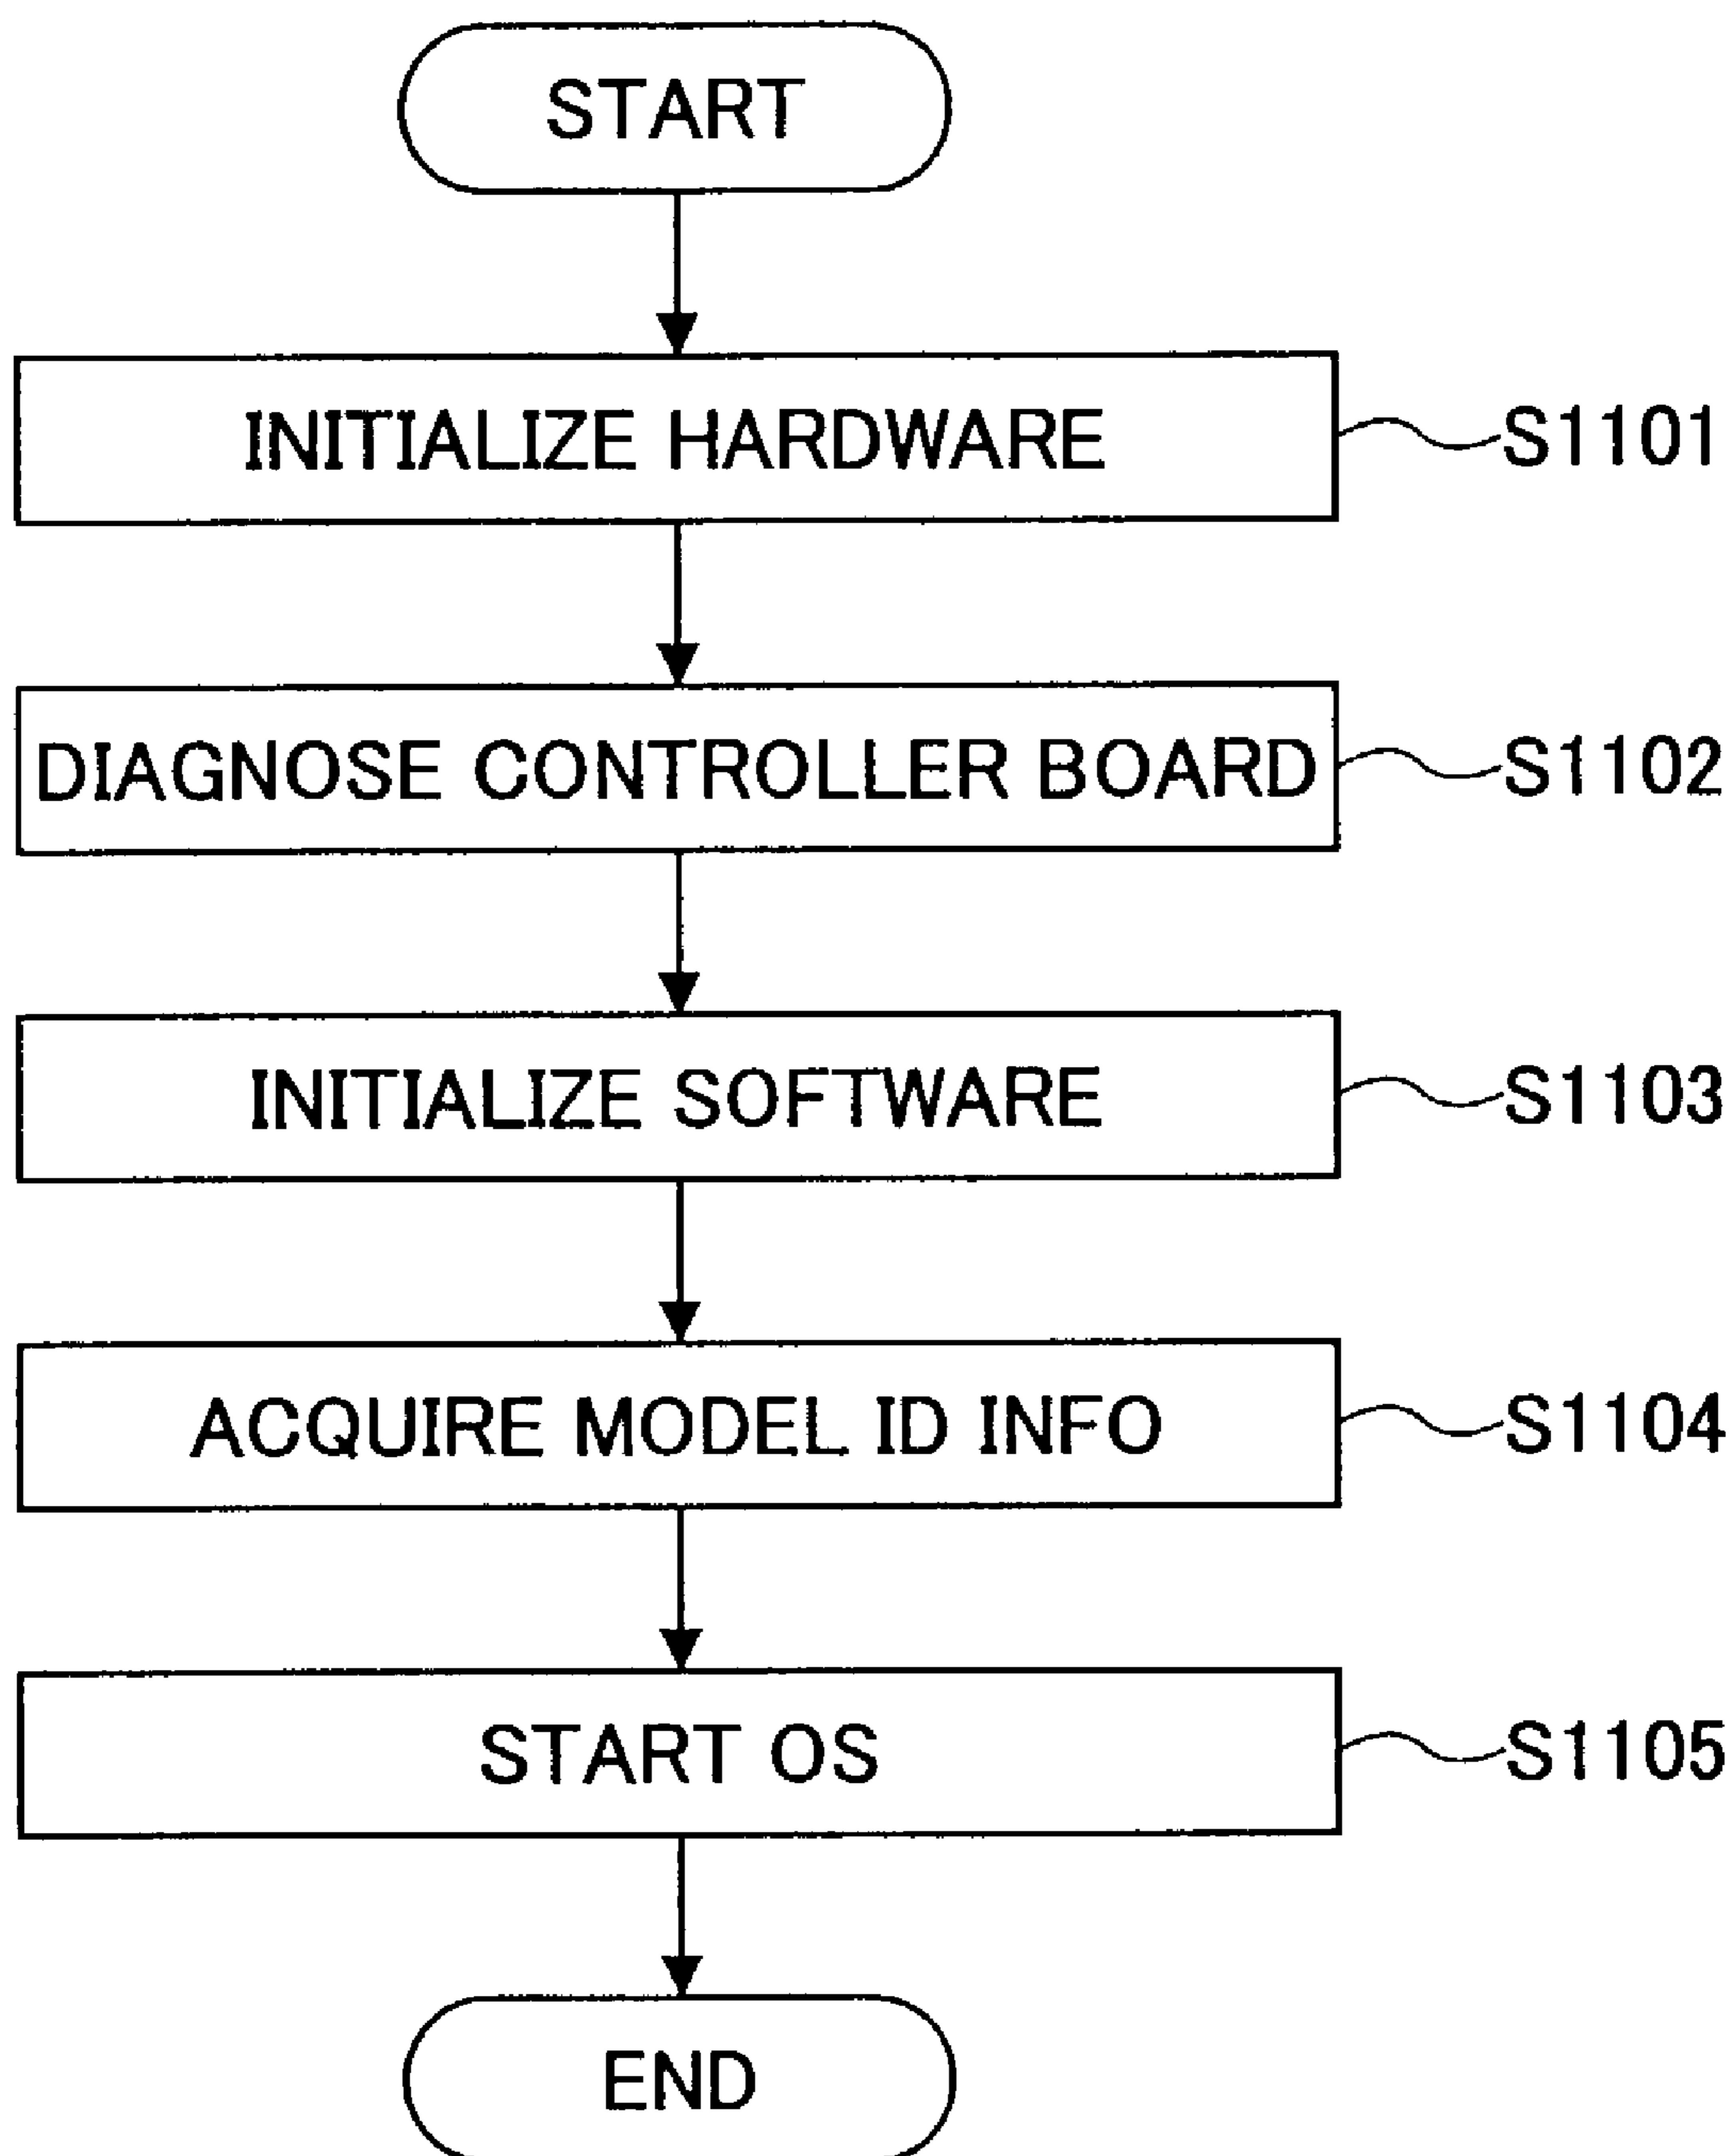 START
INITIALIZE HARDWARE
S1101
DIAGNOSE CONTROLLER BOARD
S1102
INITIALIZE SOFTWARE
S1103
ACQUIRE MODEL ID INFO
S1104
START OS
S1105
END